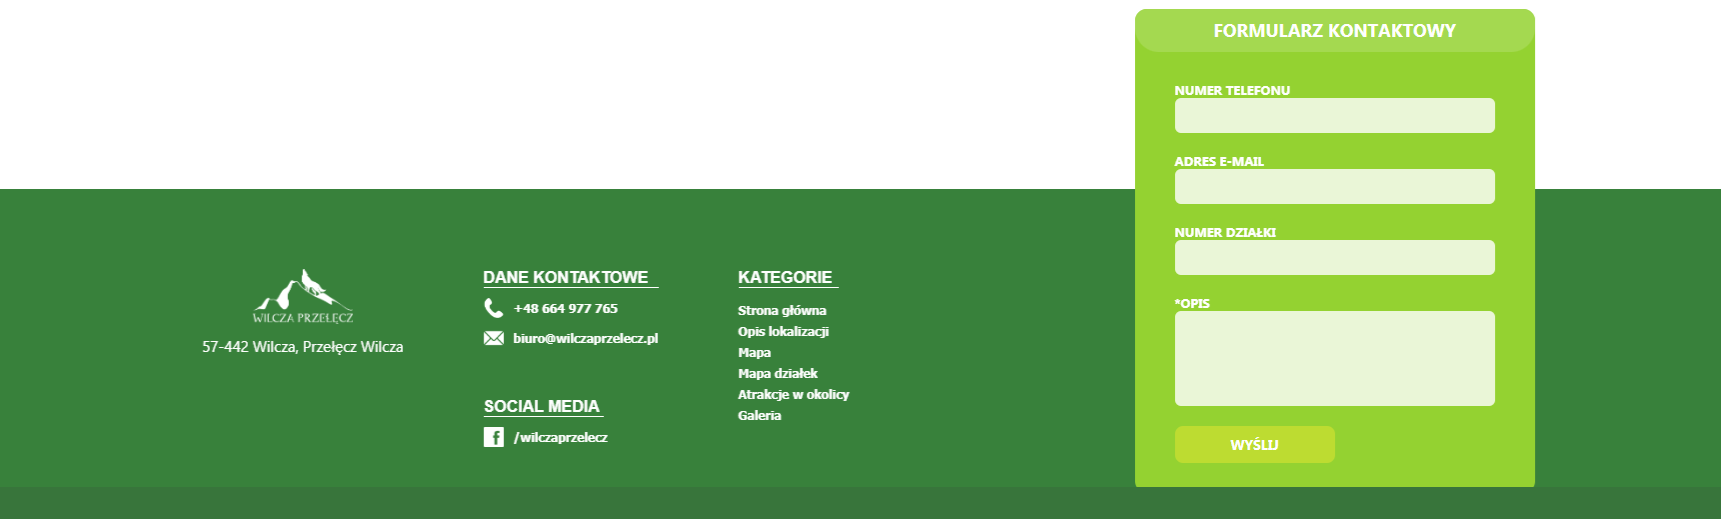 WILCZA PRZEŁĘCZ
57-442 Wilcza, Przełęcz Wilcza
DANE KONTAKTOWE
+48 664 977 765
biuro@wilczaprzelecz.pl
SOCIAL MEDIA
f /wilczaprzelecz
KATEGORIE
Strona główna
Opis lokalizacji
Mapa
Mapa działek
Atrakcje w okolicy
Galeria
FORMULARZ KONTAKTOWY
NUMER TELEFONU
ADRES E-MAIL
NUMER DZIAŁKI
*OPIS
WYŚLIJ